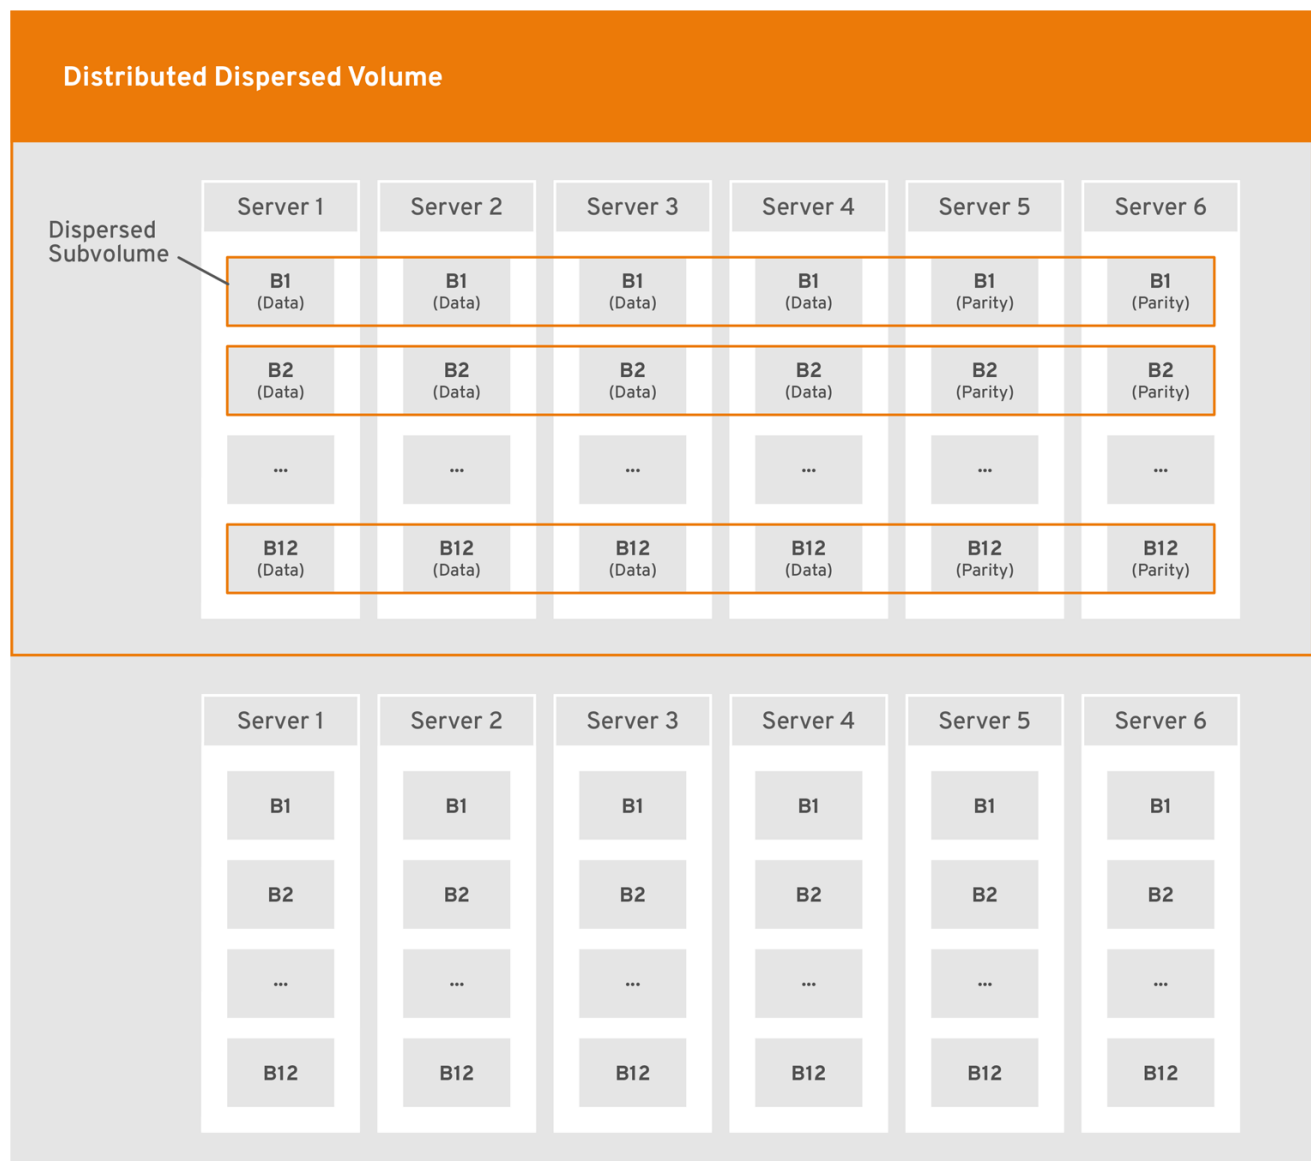 Distributed Dispersed Volume
Server 1 Server 2 Server 3 Server 4 Server 5 Server 6
Dispersed
Subvolume
B1 B1 B1 B1 B1 B1
(Data) (Data) (Data) (Data) (Parity) (Parity)
B2 B2 B2 B2 B2 B2
(Data) (Data) (Data) (Data) (Parity) (Parity)
... ... ... ... ... ...
B12 B12 B12 B12 B12 B12
(Data) (Data) (Data) (Data) (Parity) (Parity)
Server 1 Server 2 Server 3 Server 4 Server 5 Server 6
B1 B1 B1 B1 B1 B1
B2 B2 B2 B2 B2 B2
... ... ... ... ... ...
B12 B12 B12 B12 B12 B12